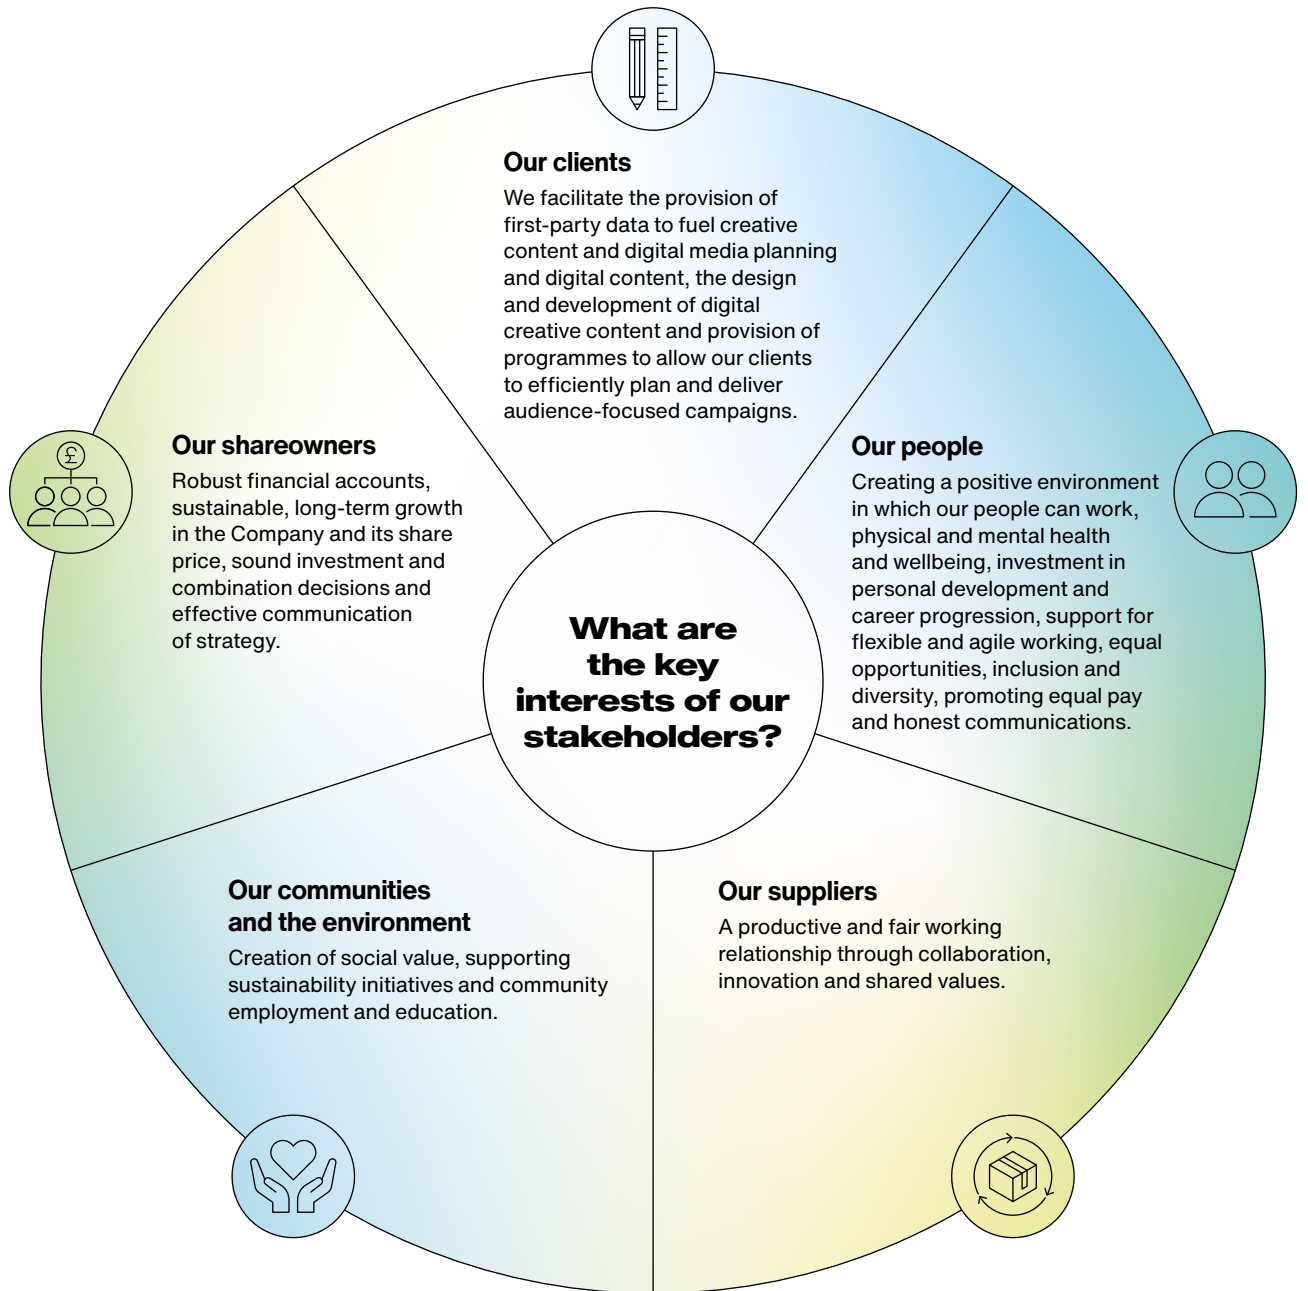 Our clients
We facilitate the provision of
first-party data to fuel creative
content and digital media planning
and digital content, the design
and development of digital
creative content and provision of
programmes to allow our clients
to efficiently plan and deliver
audience-focused campaigns.
Our people
Creating a positive environment
in which our people can work,
physical and mental health
and wellbeing, investment in
personal development and
career progression, support for
flexible and agile working, equal
opportunities, inclusion and
diversity, promoting equal pay
and honest communications.
Our suppliers
A productive and fair working
relationship through collaboration,
innovation and shared values.
Our communities
and the environment
Creation of social value, supporting
sustainability initiatives and community
employment and education.
£
Our shareowners
Robust financial accounts,
sustainable, long-term growth
in the Company and its share
price, sound investment and
combination decisions and
effective communication
of strategy.
What are
the key
interests of our
stakeholders?